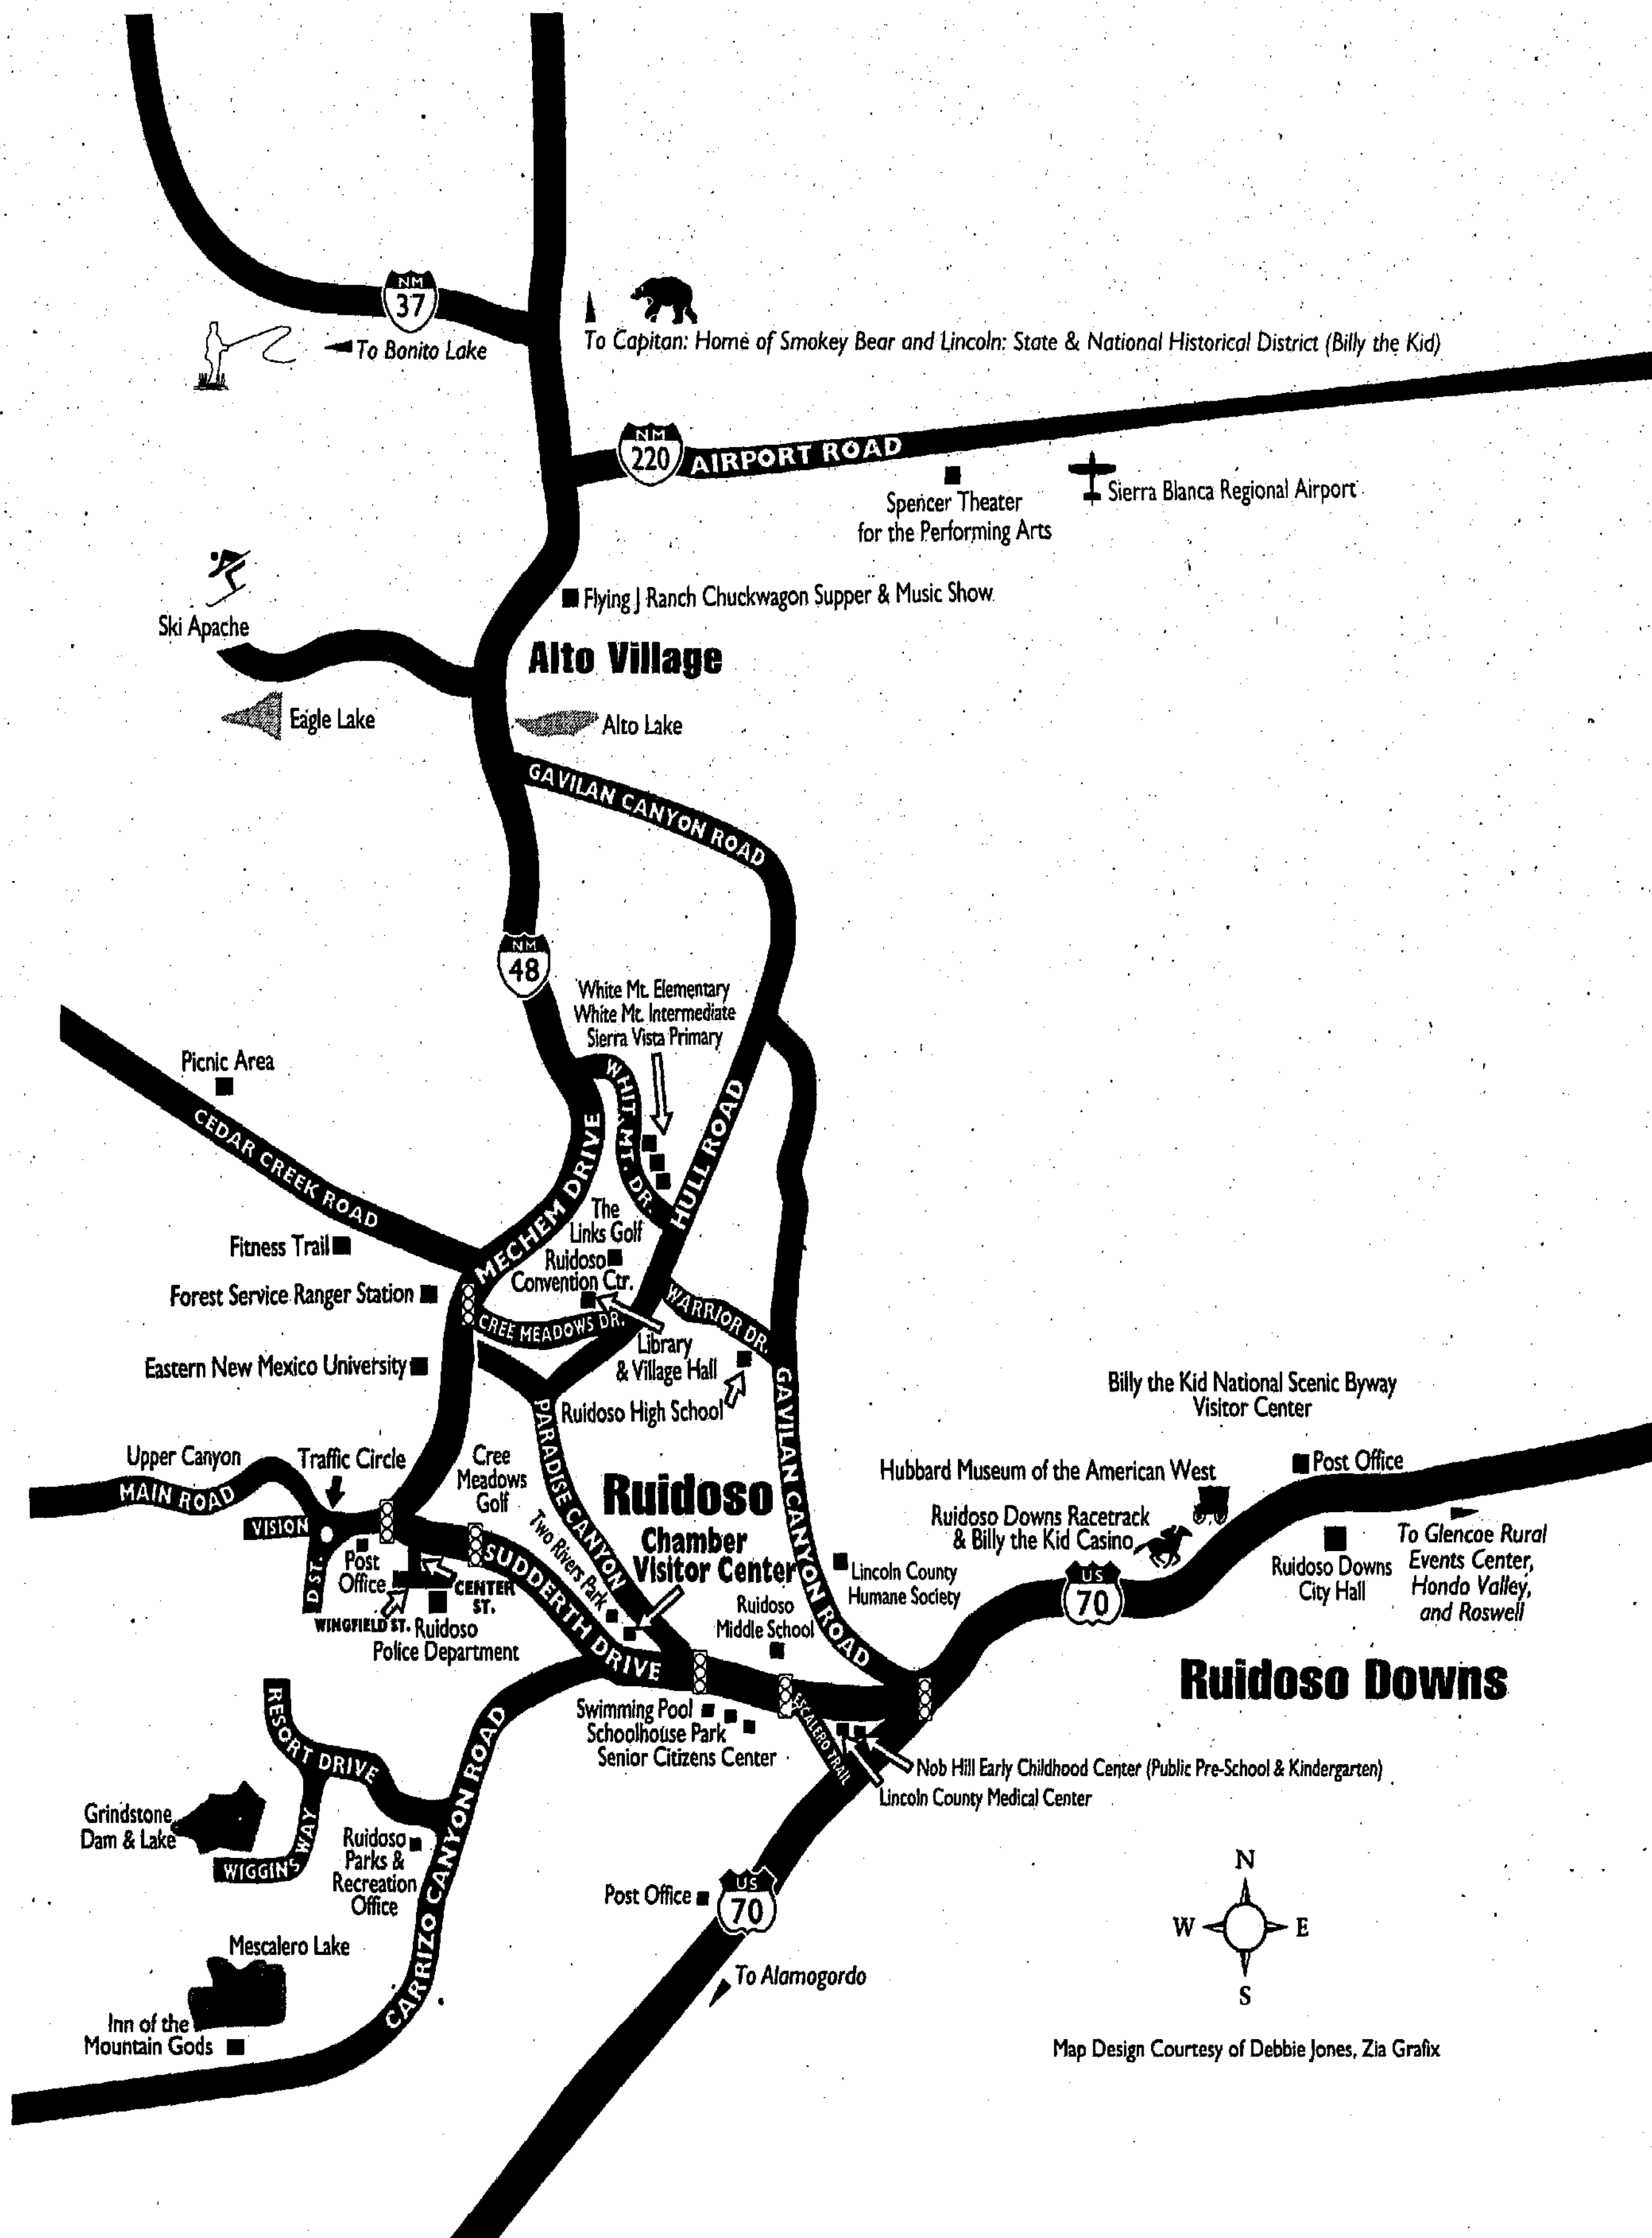 NM
37
To Bonito Lake
To Capitan: Home of Smokey Bear and Lincoln: State & National Historical District (Billy the Kid)
NM
220
AIRPORT ROAD
Spencer Theater
for the Performing Arts
Sierra Blanca Regional Airport
Ski Apache
Flying J Ranch Chuckwagon Supper & Music Show
Alto Village
Eagle Lake
Alto Lake
GAVILAN CANYON ROAD
NM
48
White Mt. Elementary
White Mt. Intermediate
Sierra Vista Primary
Picnic Area
CEDAR CREEK ROAD
WHIT. MT. DR.
HULL ROAD
MECHEM DRIVE
The
Links Golf
Fitness Trail
Ruidoso
Convention Ctr.
Forest Service Ranger Station
WARRIOR DR.
CREE MEADOWS DR.
Library
& Village Hall
Eastern New Mexico University
Ruidoso High School
PARADISE CANYON
GAVILAN CANYON ROAD
Billy the Kid National Scenic Byway
Visitor Center
Upper Canyon
Traffic Circle
MAIN ROAD
Cree
Meadows
Golf
Ruidoso
Chamber
Visitor Center
Two Rivers Park
Hubbard Museum of the American West
Post Office
Ruidoso Downs Racetrack
& Billy the Kid Casino
VISION
D ST.
Post
Office
CENTER
ST.
WINGFIELD ST.
Ruidoso
Police Department
SUDDERTH DRIVE
Ruidoso
Middle School
Lincoln County
Humane Society
US
70
Ruidoso Downs
City Hall
To Glencoe Rural
Events Center,
Hondo Valley,
and Roswell
Ruidoso Downs
RESORT DRIVE
Swimming Pool
Schoolhouse Park
Senior Citizens Center
ESCALERO TRAIL
Nob Hill Early Childhood Center (Public Pre-School & Kindergarten)
Lincoln County Medical Center
Grindstone
Dam & Lake
WIGGINS WAY
Ruidoso
Parks &
Recreation
Office
CARRIZO CANYON ROAD
Post Office
US
70
To Alamogordo
Mescalero Lake
Inn of the
Mountain Gods
N
W
E
S
Map Design Courtesy of Debbie Jones, Zia Grafix